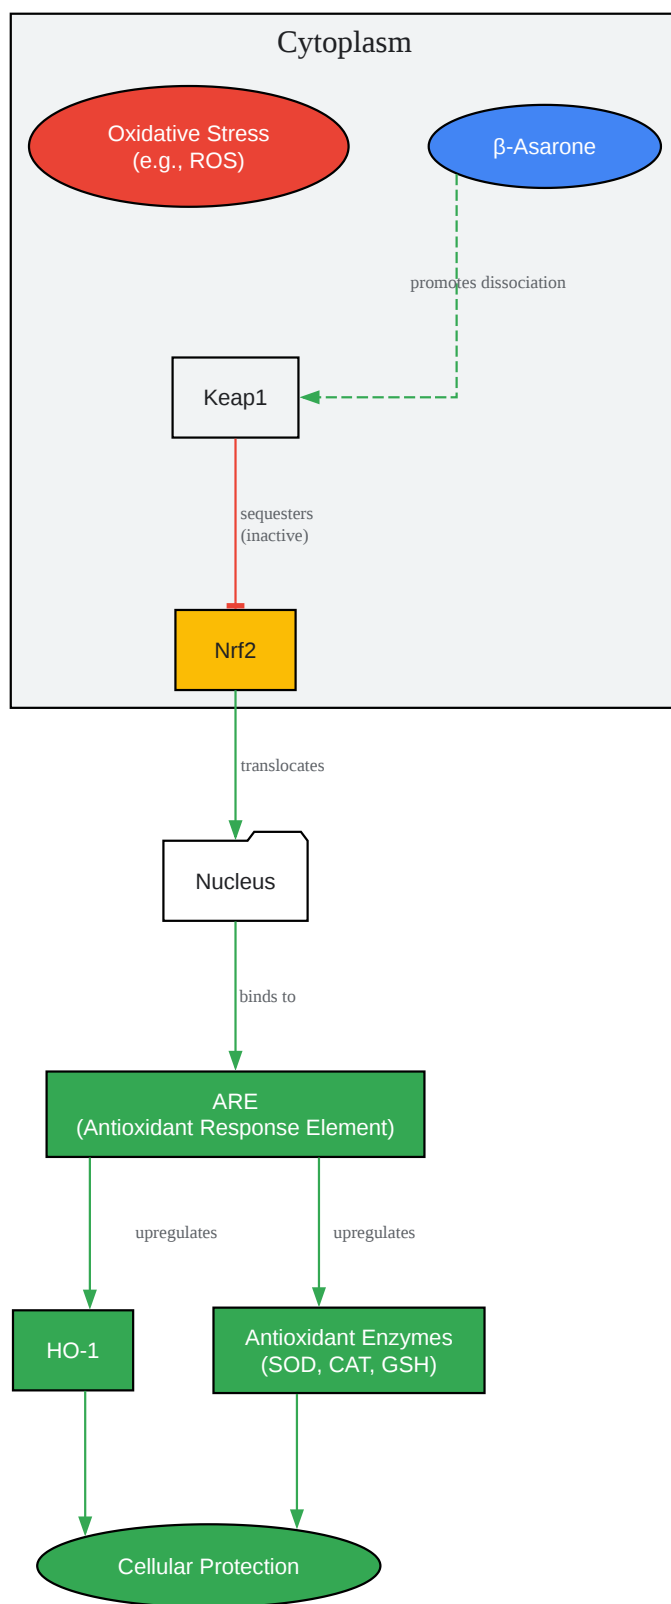 Cytoplasm
Oxidative Stress
(e.g., ROS)
β-Asarone
promotes dissociation
Keap1
sequesters
(inactive)
Nrf2
translocates
Nucleus
binds to
ARE
(Antioxidant Response Element)
upregulates
upregulates
HO-1
Antioxidant Enzymes
(SOD, CAT, GSH)
Cellular Protection